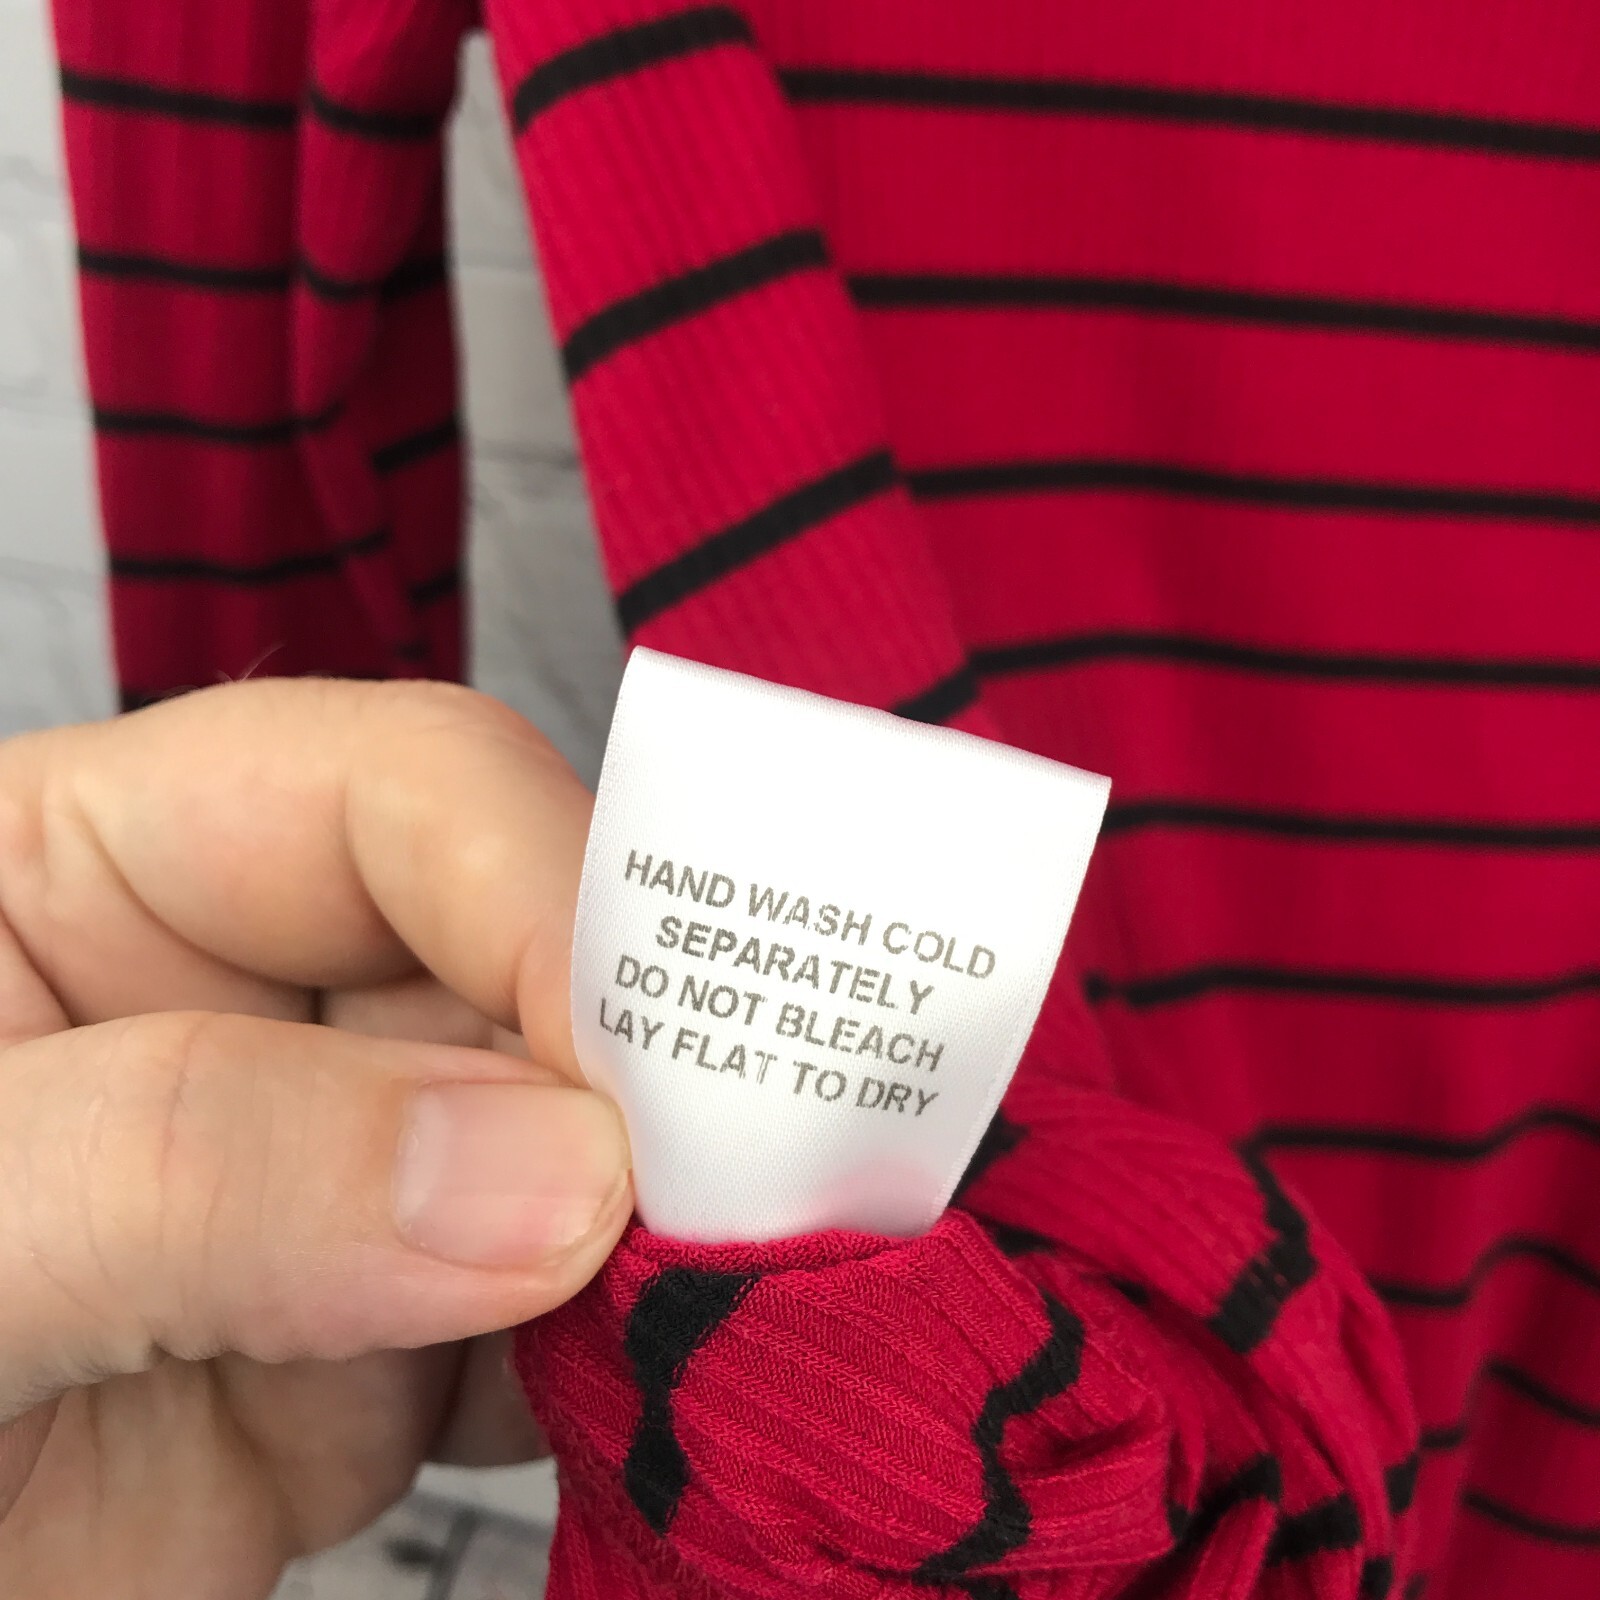 HAND WASH COLD
SEPARATELY
DO NOT BLEACH
LAY FLAT TO DRY